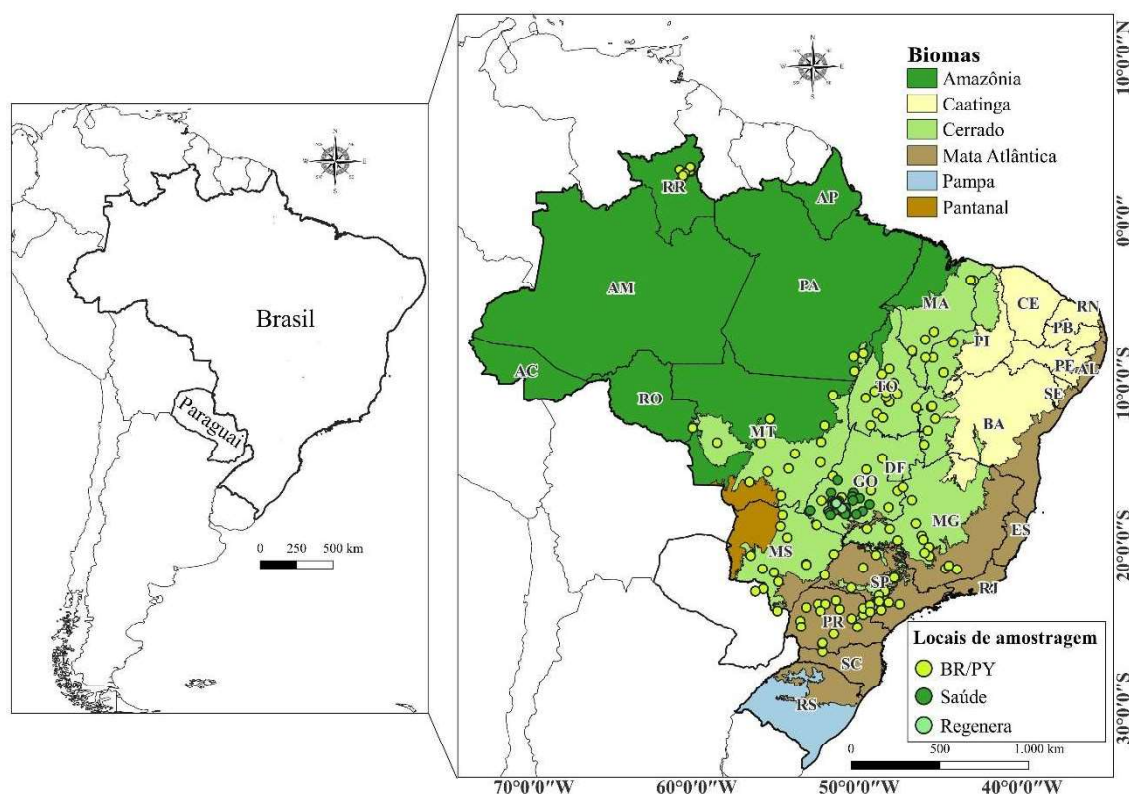 Brasil
Paraguai
0 250 500 km
N
Biomas
Amazônia
Caatinga
Cerrado
Mata Atlântica
Pampa
Pantanal
RR
AP
AM
PA
MA
CE
RN
PB
PI
PE
AL
SE
AC
RO
TO
BA
MT
DF
GO
MG
ES
MS
SP
RJ
PR
SC
RS
Locais de amostragem
BR/PY
Saúde
Regenera
0 500 1.000 km
10°0'0"N
0°0'0"
10°0'0"S
20°0'0"S
30°0'0"S
70°0'0"W 60°0'0"W 50°0'0"W 40°0'0"W